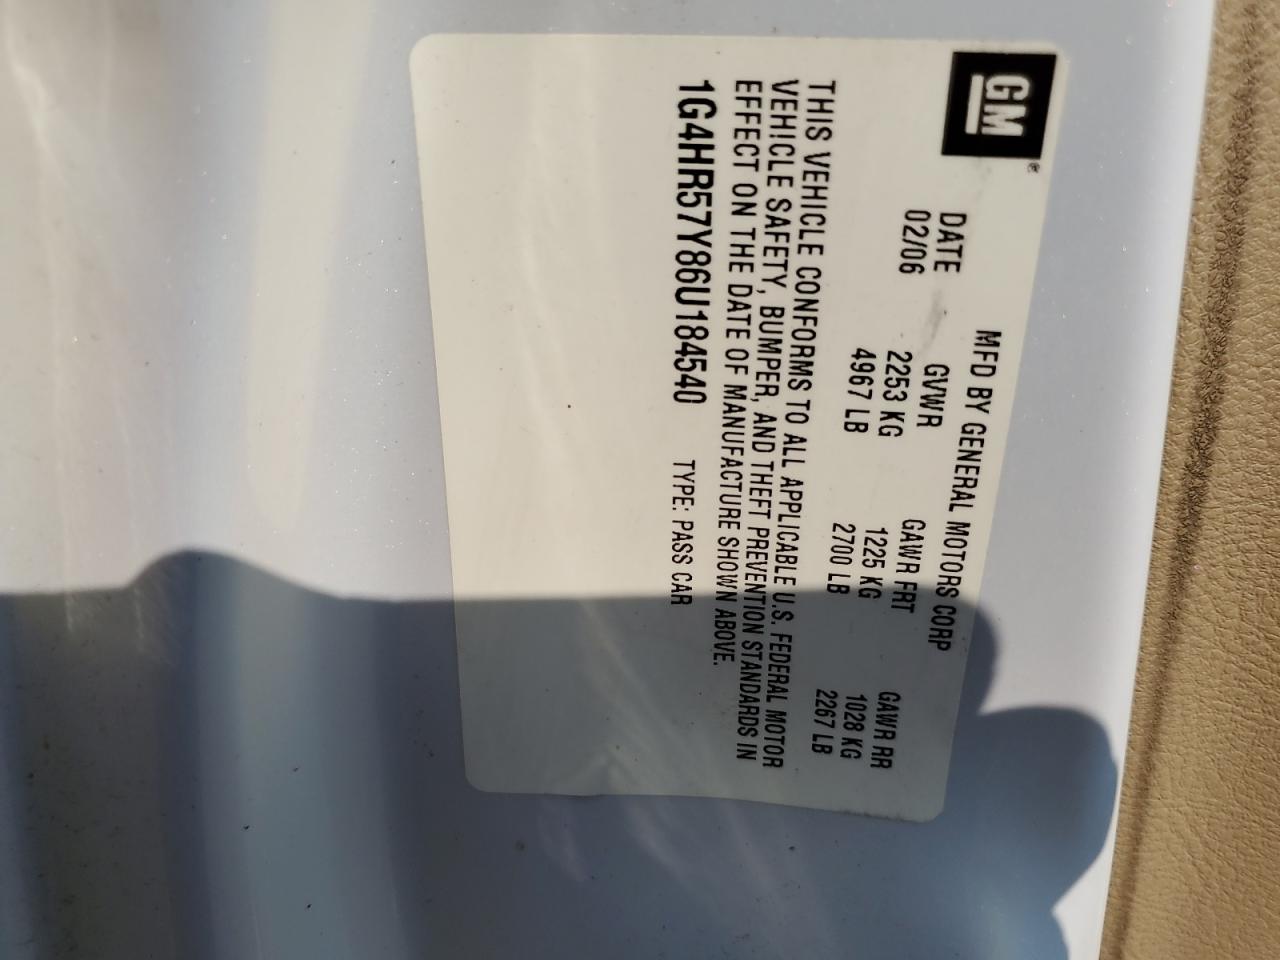 GM
MFD BY GENERAL MOTORS CORP
DATE GVWR GAWR FRT GAWR RR
02/06 2253 KG 1225 KG 1028 KG
4967 LB 2700 LB 2267 LB
THIS VEHICLE CONFORMS TO ALL APPLICABLE U.S. FEDERAL MOTOR
VEHICLE SAFETY, BUMPER, AND THEFT PREVENTION STANDARDS IN
EFFECT ON THE DATE OF MANUFACTURE SHOWN ABOVE.
1G4HR57Y86U184540 TYPE: PASS CAR